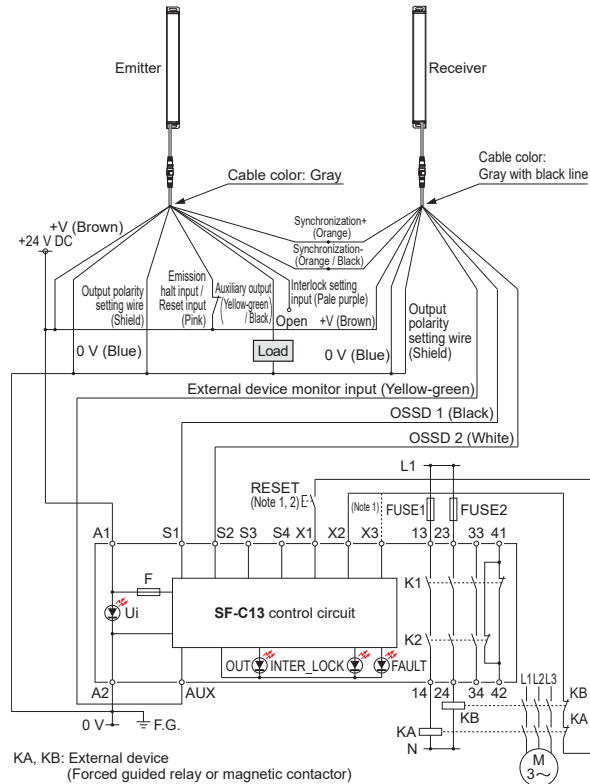 Emitter
Receiver
Cable color: Gray
Cable color:
Gray with black line
+V (Brown)
+24 V DC
Synchronization+
(Orange)
Synchronization-
(Orange / Black)
Output polarity
setting wire
(Shield)
Emission
halt input /
Reset input
(Pink)
Auxiliary output
(Yellow-green
/ Black)
Interlock setting
input (Pale purple)
Open
+V (Brown)
Output
polarity
setting wire
(Shield)
0 V (Blue)
Load
0 V (Blue)
External device monitor input (Yellow-green)
OSSD 1 (Black)
OSSD 2 (White)
L1
RESET
(Note 1, 2)
(Note 1)
FUSE1
FUSE2
A1 S1 S2 S3 S4 X1 X2 X3 13 23 33 41
F
K1
Ui
SF-C13 control circuit
K2
OUT INTER_LOCK FAULT
A2 AUX 14 24 34 42
L1L2L3
KB
KB
KA
KA
0 V
F.G.
N
M
3~
KA, KB: External device
(Forced guided relay or magnetic contactor)